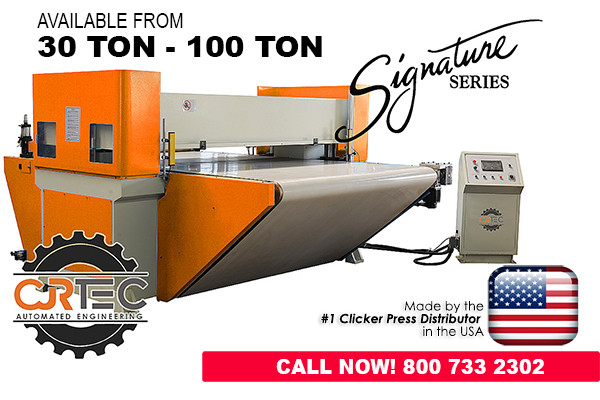 AVAILABLE FROM
30 TON - 100 TON
Signature
SERIES
CJRTEC
AUTOMATED ENGINEERING
CJRTEC
Made by the
#1 Clicker Press Distributor
in the USA
CALL NOW! 800 733 2302